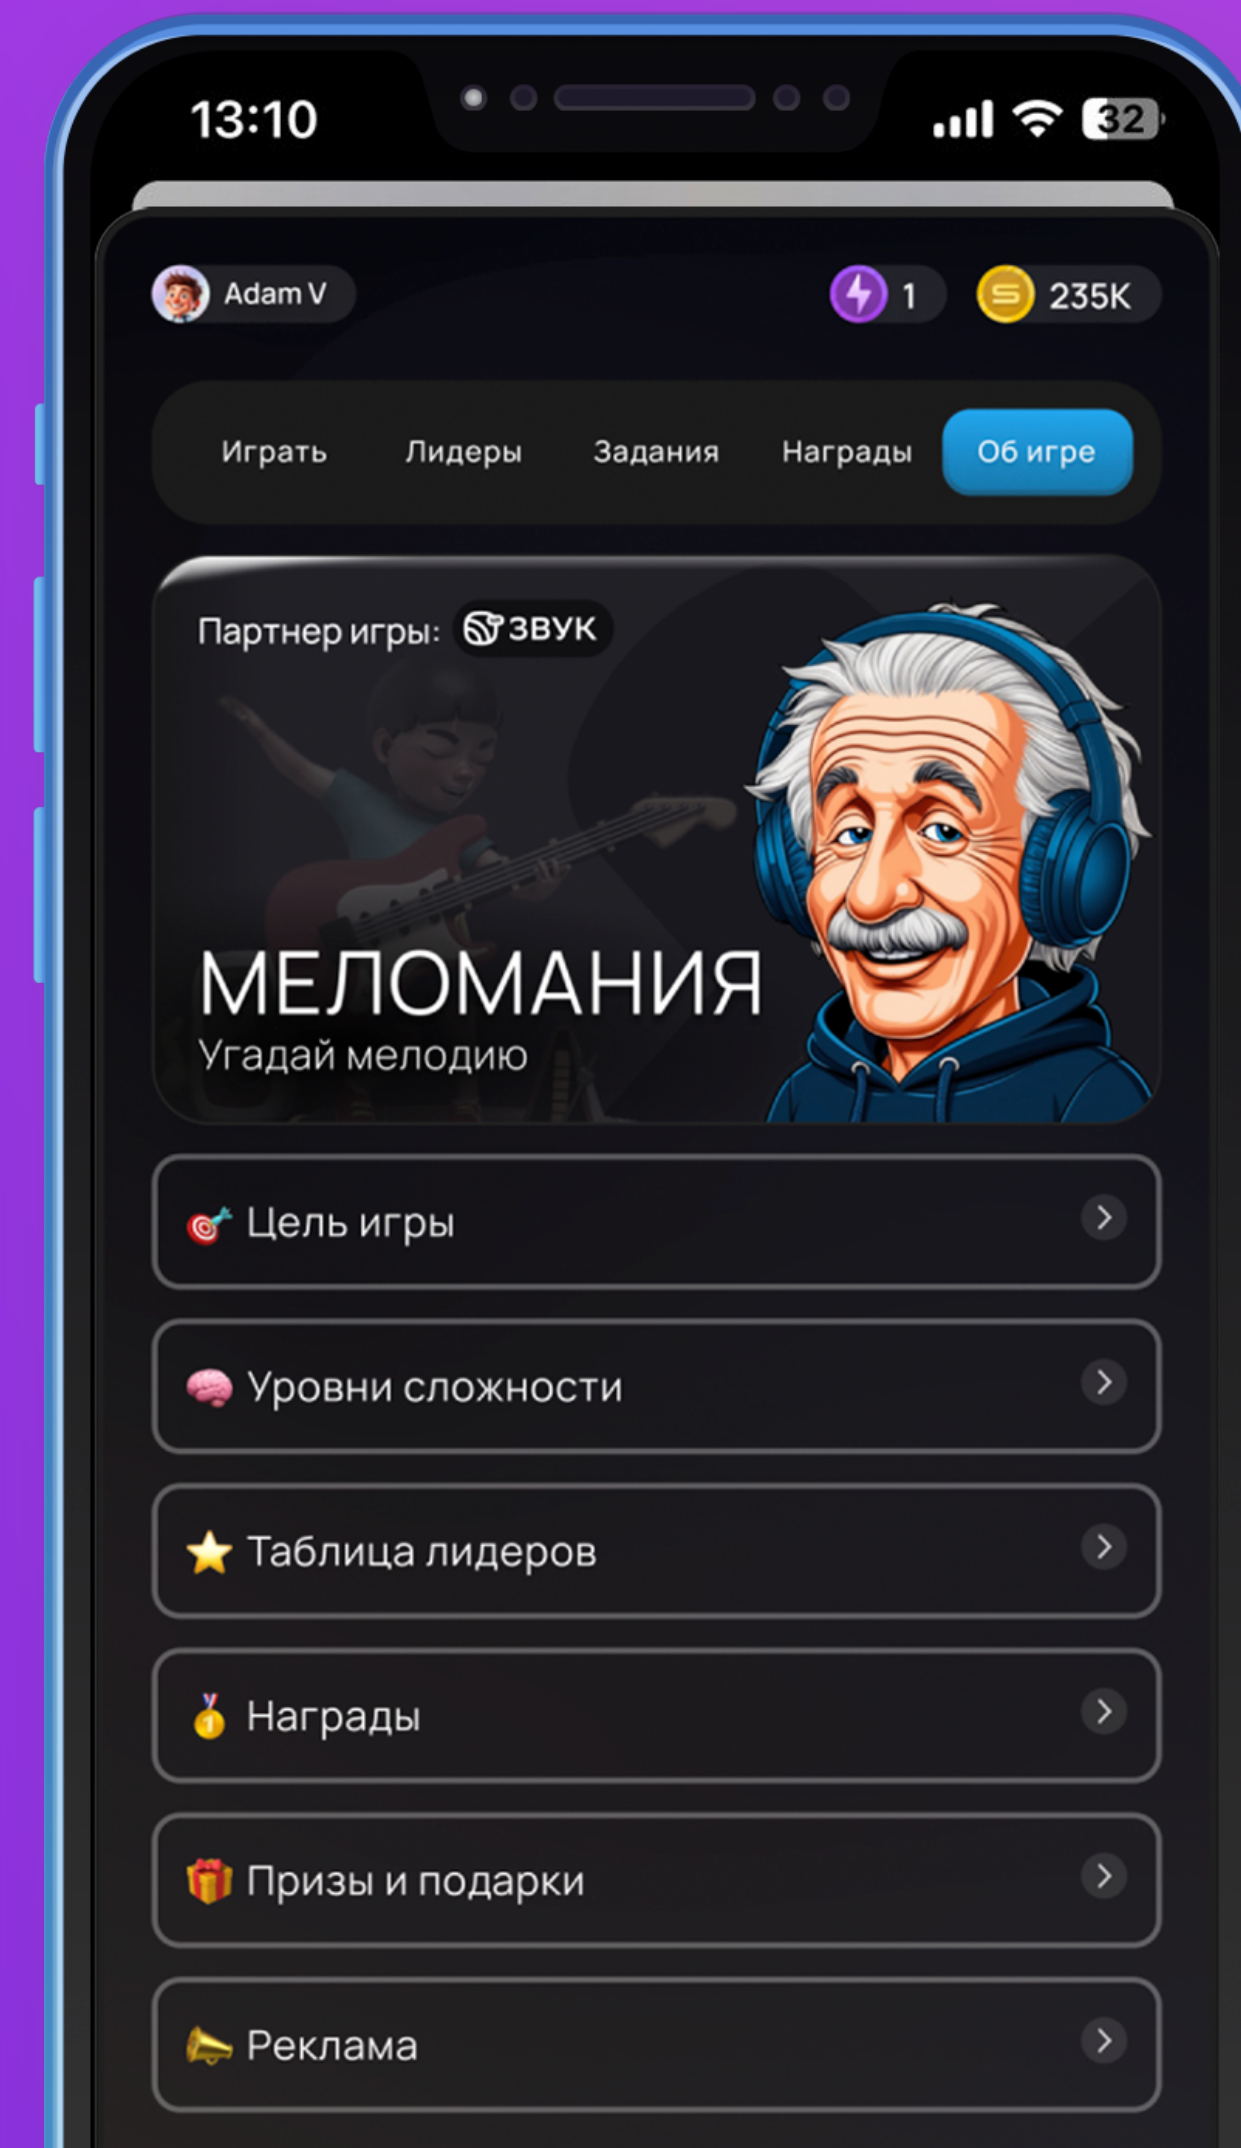 13:10
32
Adam V
1
235K
Играть
Лидеры
Задания
Награды
Об игре
Партнер игры: ЗВУК
МЕЛОМАНИЯ
Угадай мелодию
Цель игры
Уровни сложности
Таблица лидеров
Награды
Призы и подарки
Реклама